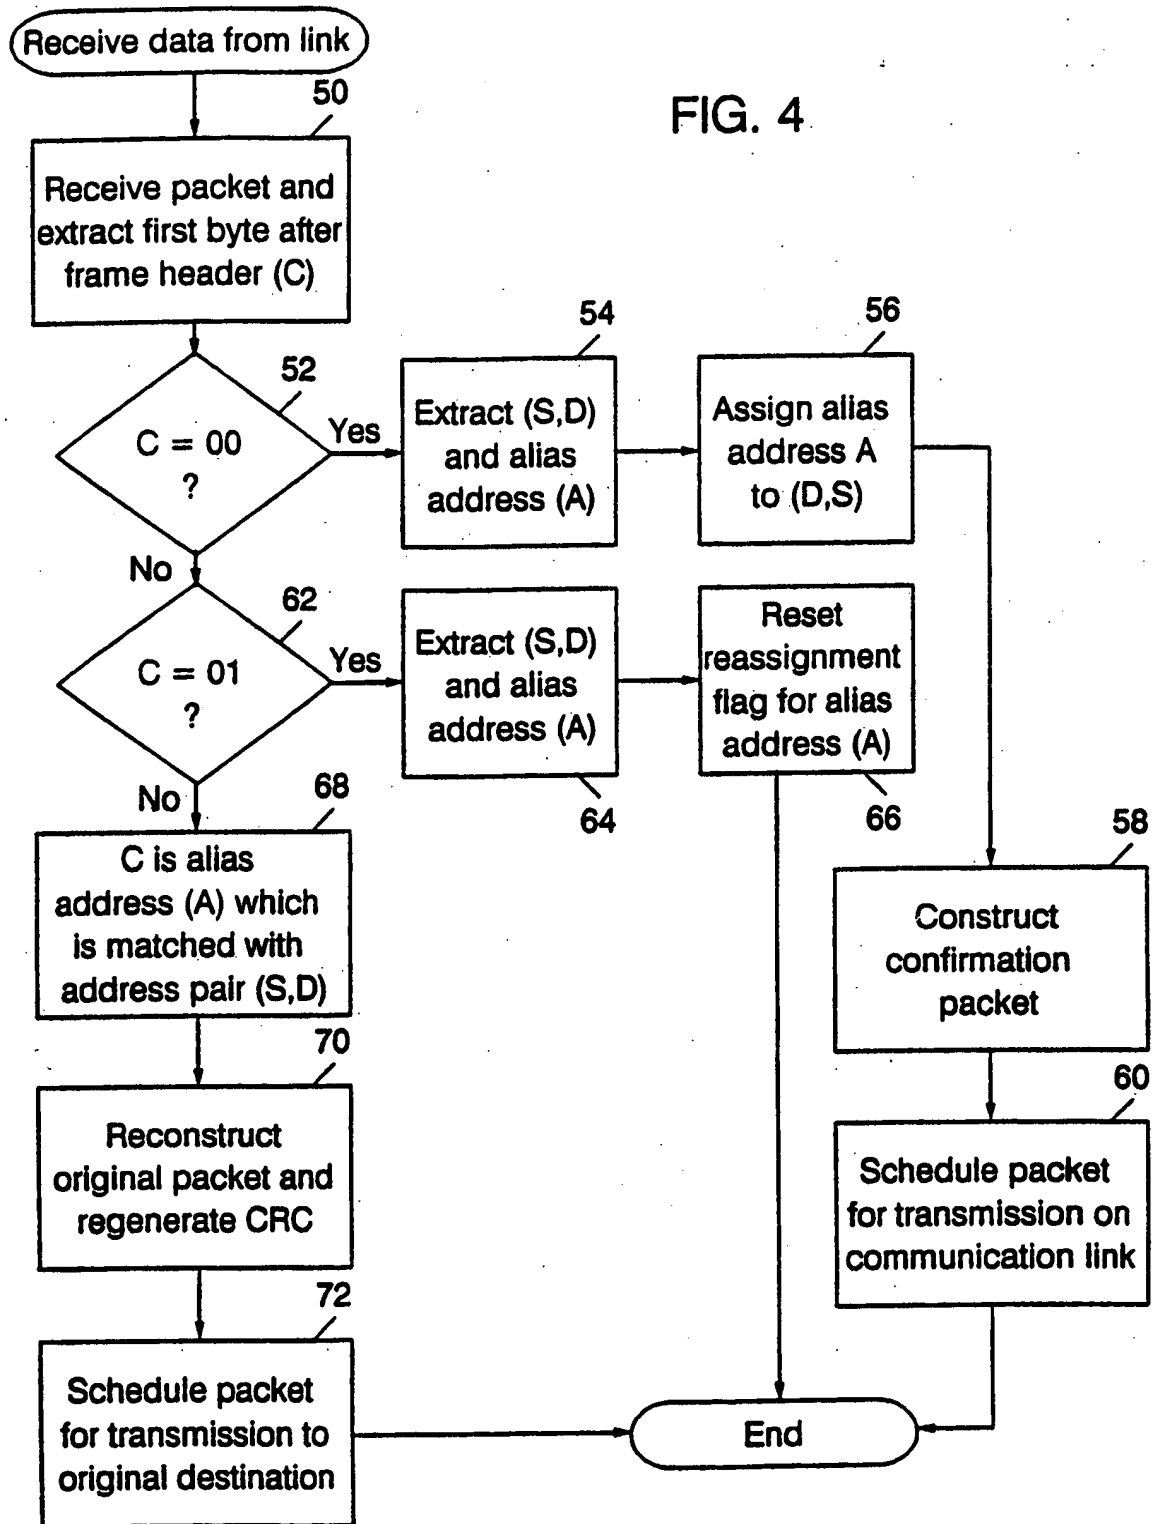 Receive data from link
50
FIG. 4
Receive packet and
extract first byte after
frame header (C)
52
C = 00
?
Yes
No
54
Extract (S,D)
and alias
address (A)
56
Assign alias
address A
to (D,S)
62
C = 01
?
Yes
No
Extract (S,D)
and alias
address (A)
64
Reset
reassignment
flag for alias
address (A)
66
68
C is alias
address (A) which
is matched with
address pair (S,D)
58
Construct
confirmation
packet
70
Reconstruct
original packet and
regenerate CRC
60
Schedule packet
for transmission on
communication link
72
Schedule packet
for transmission to
original destination
End